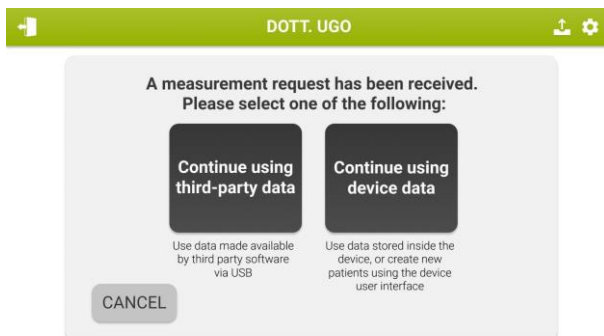 DOTT. UGO
A measurement request has been received.
Please select one of the following:
Continue using
third-party data
Continue using
device data
Use data made available
by third party software
via USB
Use data stored inside the
device, or create new
patients using the device
user interface
CANCEL